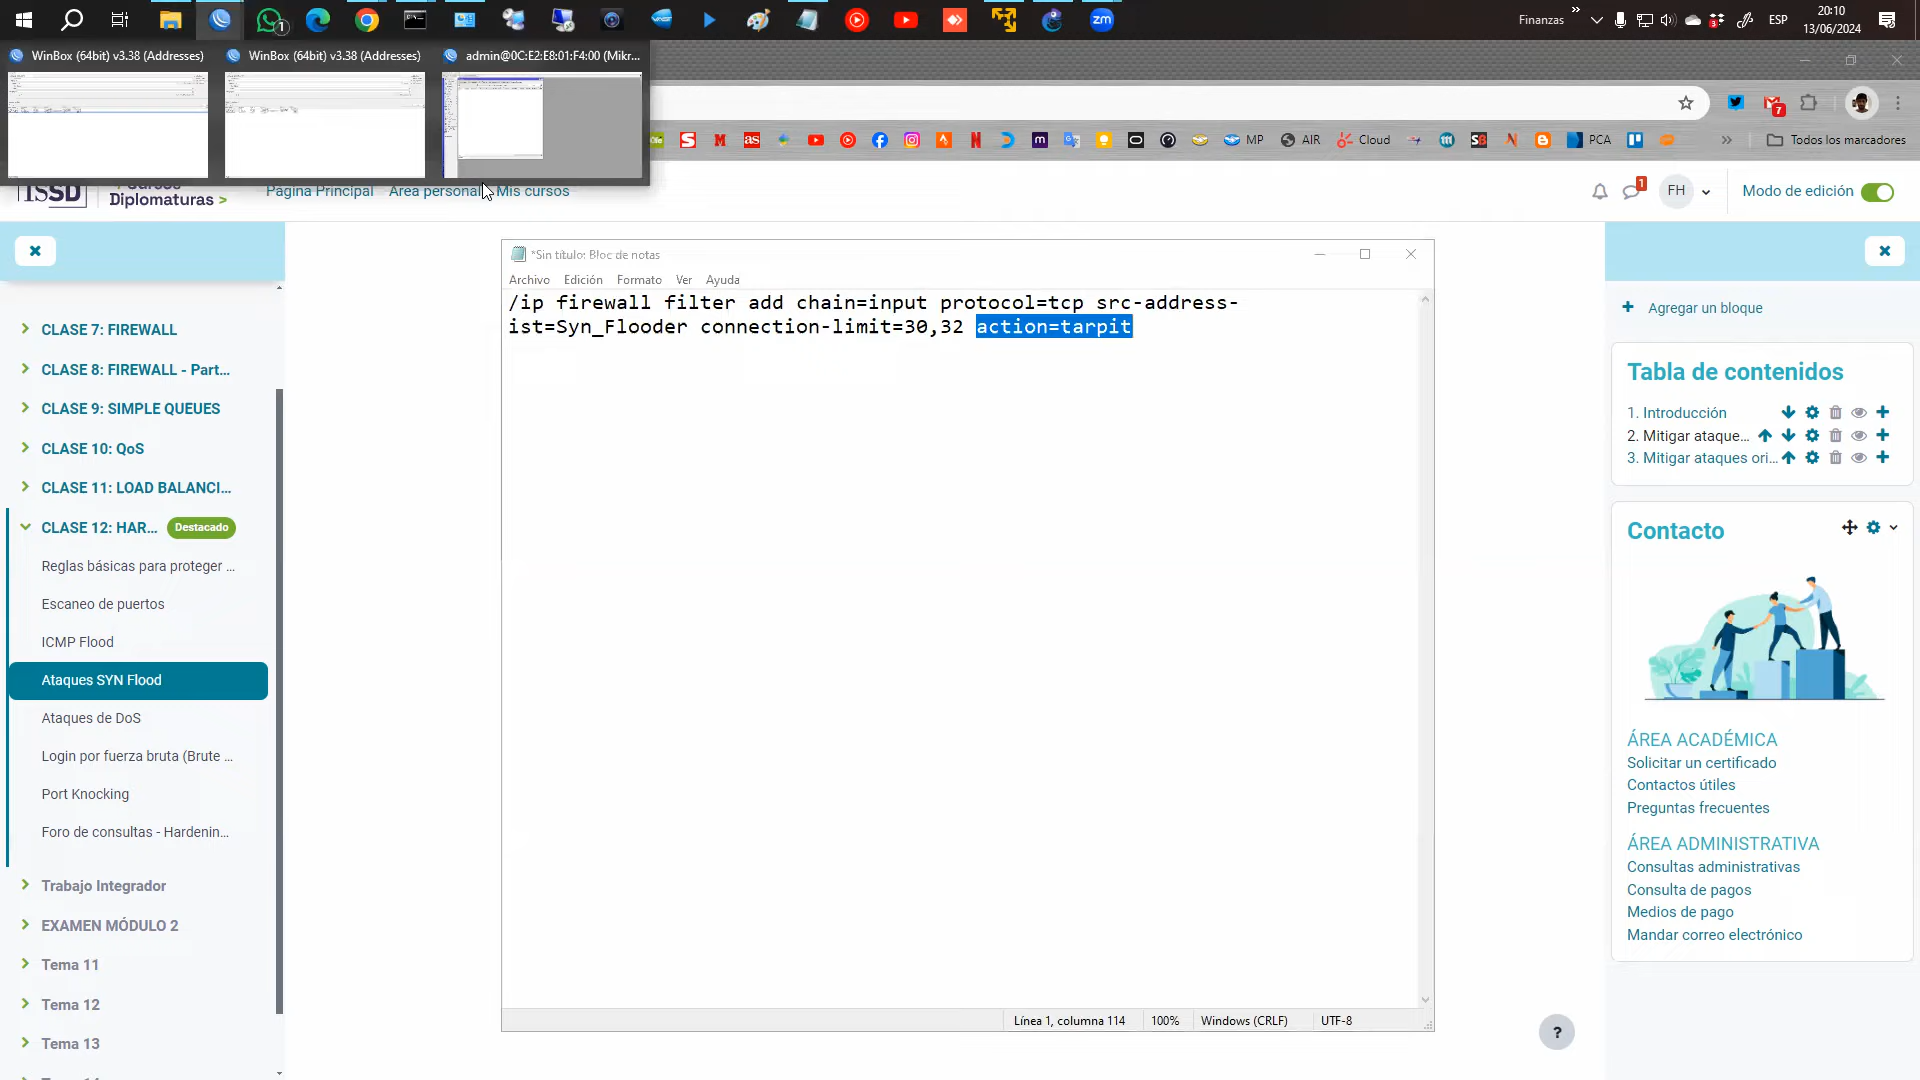 1
Finanzas
ESP
20:10
13/06/2024
WinBox (64bit) v3.38 (Addresses)
WinBox (64bit) v3.38 (Addresses)
admin@0C:E2:E8:01:F4:00 (Mikr...
7
MP
AIR
Cloud
PCA
Todos los marcadores
ISSD
Diplomaturas >
Página Principal
Área personal
Mis cursos
1
FH
Modo de edición
CLASE 7: FIREWALL
CLASE 8: FIREWALL - Part...
CLASE 9: SIMPLE QUEUES
CLASE 10: QoS
CLASE 11: LOAD BALANCI...
CLASE 12: HAR...
Destacado
Reglas básicas para proteger ...
Escaneo de puertos
ICMP Flood
Ataques SYN Flood
Ataques de DoS
Login por fuerza bruta (Brute ...
Port Knocking
Foro de consultas - Hardenin...
Trabajo Integrador
EXAMEN MÓDULO 2
Tema 11
Tema 12
Tema 13
*Sin título: Bloc de notas
Archivo Edición Formato Ver Ayuda
/ip firewall filter add chain=input protocol=tcp src-address-
ist=Syn_Flooder connection-limit=30,32 action=tarpit
Línea 1, columna 114
100%
Windows (CRLF)
UTF-8
Agregar un bloque
Tabla de contenidos
1. Introducción
2. Mitigar ataque...
3. Mitigar ataques ori...
Contacto
ÁREA ACADÉMICA
Solicitar un certificado
Contactos útiles
Preguntas frecuentes
ÁREA ADMINISTRATIVA
Consultas administrativas
Consulta de pagos
Medios de pago
Mandar correo electrónico
?